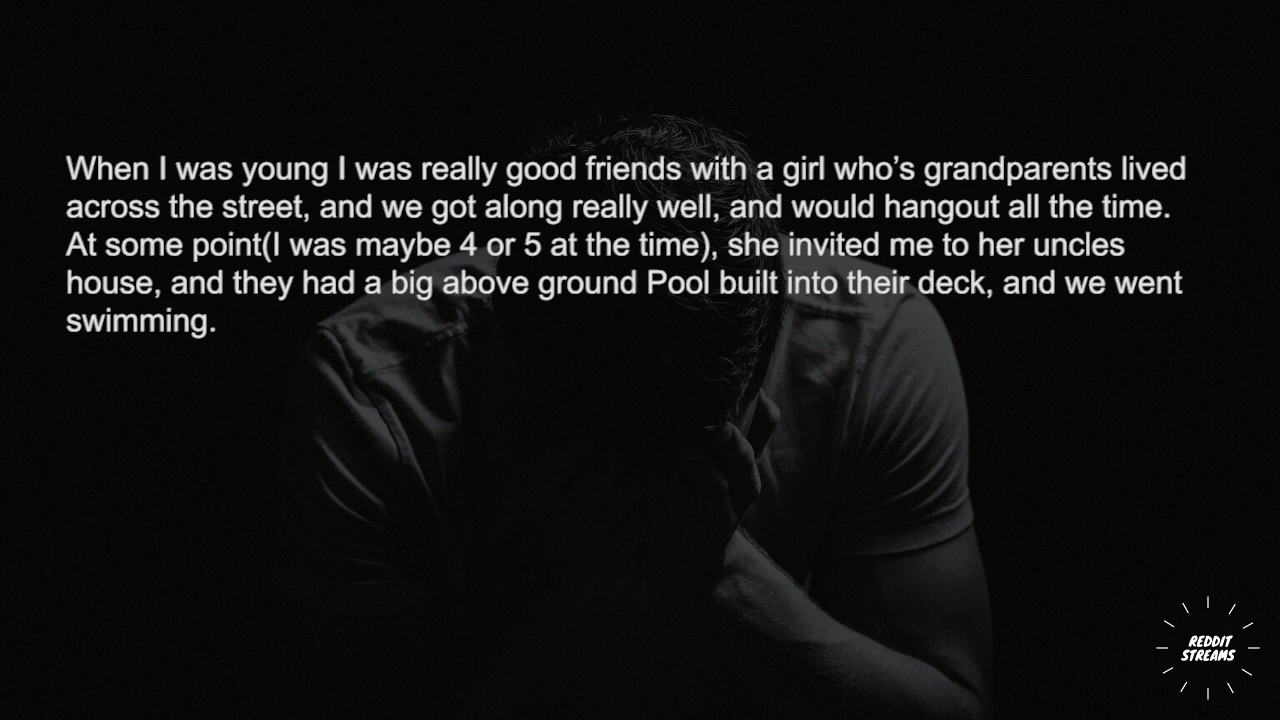 When I was young I was really good friends with a girl who’s grandparents lived
across the street, and we got along really well, and would hangout all the time.
At some point(I was maybe 4 or 5 at the time), she invited me to her uncles
house, and they had a big above ground Pool built into their deck, and we went
swimming.
REDDIT
STREAMS